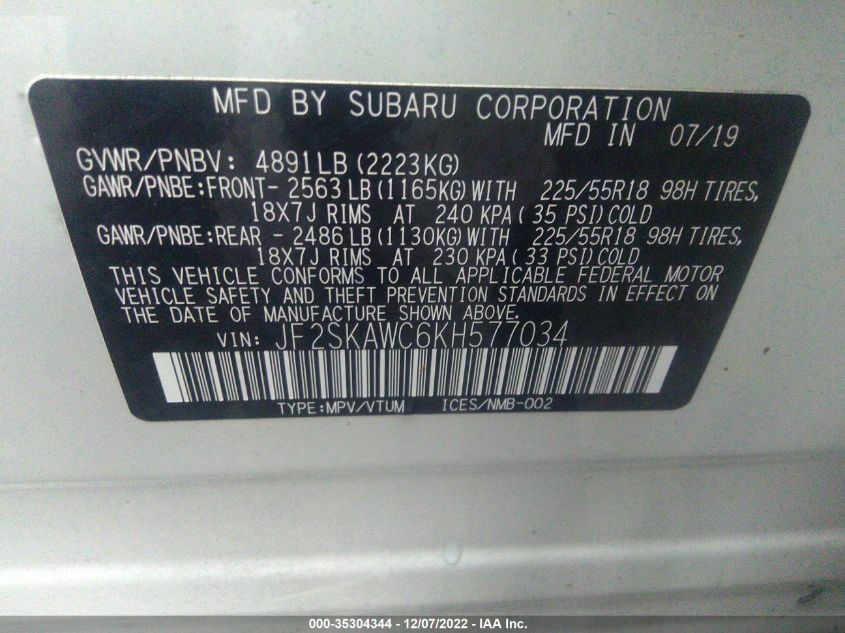 MFD BY SUBARU CORPORATION
MFD IN 07/19
GVWR/PNBV: 4891LB (2223KG)
GAWR/PNBE:FRONT- 2563LB(1165KG)WITH 225/55R18 98H TIRES,
18X7J RIMS AT 240 KPA(35 PSI)COLD
GAWR/PNBE:REAR - 2486LB(1130KG)WITH 225/55R18 98H TIRES,
18X7J RIMS AT 230 KPA(33 PSI)COLD
THIS VEHICLE CONFORMS TO ALL APPLICABLE FEDERAL MOTOR
VEHICLE SAFETY AND THEFT PREVENTION STANDARDS IN EFFECT ON
THE DATE OF MANUFACTURE SHOWN ABOVE.
VIN: JF2SKAWC6KH577034
TYPE:MPV/VTUM ICES/NMB-002
000-35304344 - 12/07/2022 - IAA Inc.